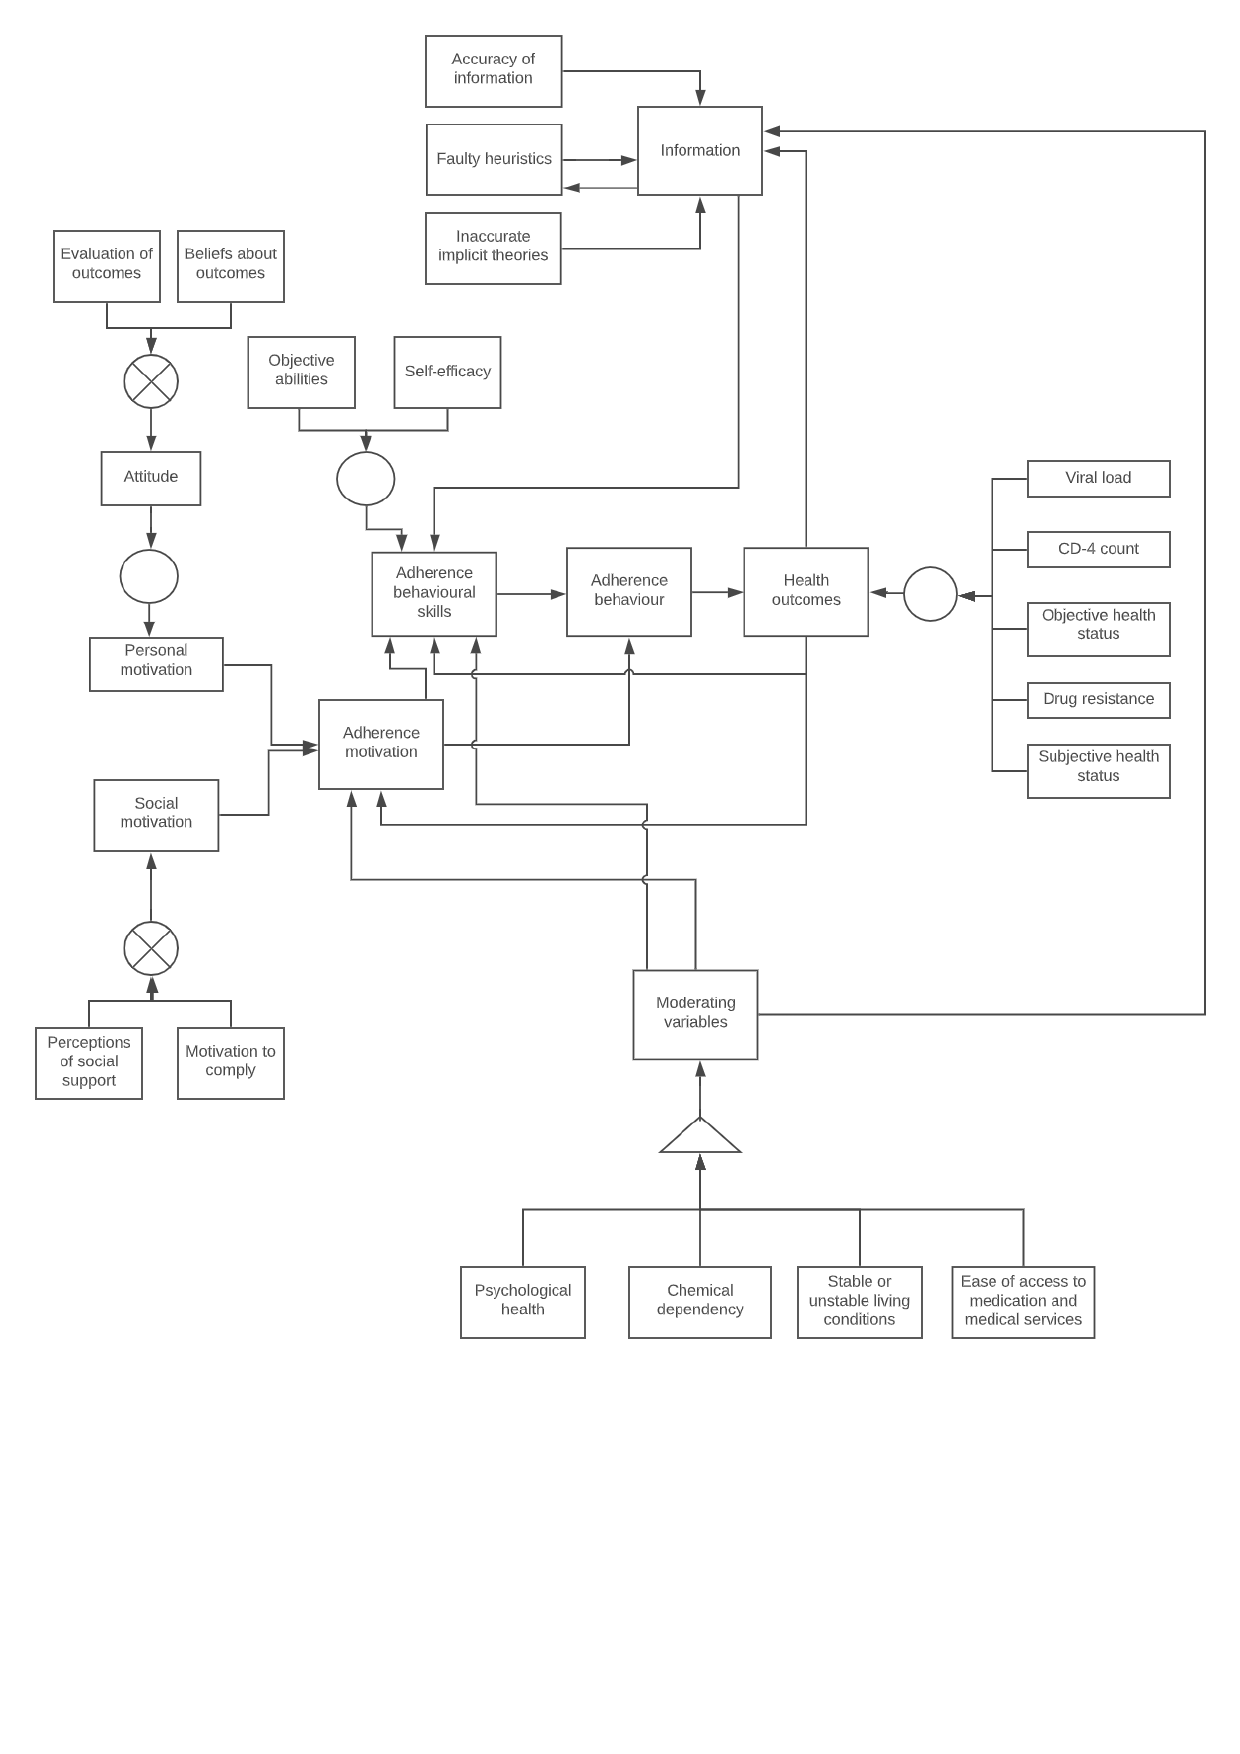 Accuracy of
information
Information
Faulty heuristics
Inaccurate
implicit theories
Evaluation of
outcomes
Beliefs about
outcomes
Objective
abilities
Self-efficacy
Attitude
Viral load
CD-4 count
Adherence
behavioural
skills
Adherence
behaviour
Health
outcomes
Objective health
status
Personal
motivation
Drug resistance
Adherence
motivation
Subjective health
status
Social
motivation
Moderating
variables
Perceptions
of social
support
Motivation to
comply
Psychological
health
Chemical
dependency
Stable or
unstable living
conditions
Ease of access to
medication and
medical services